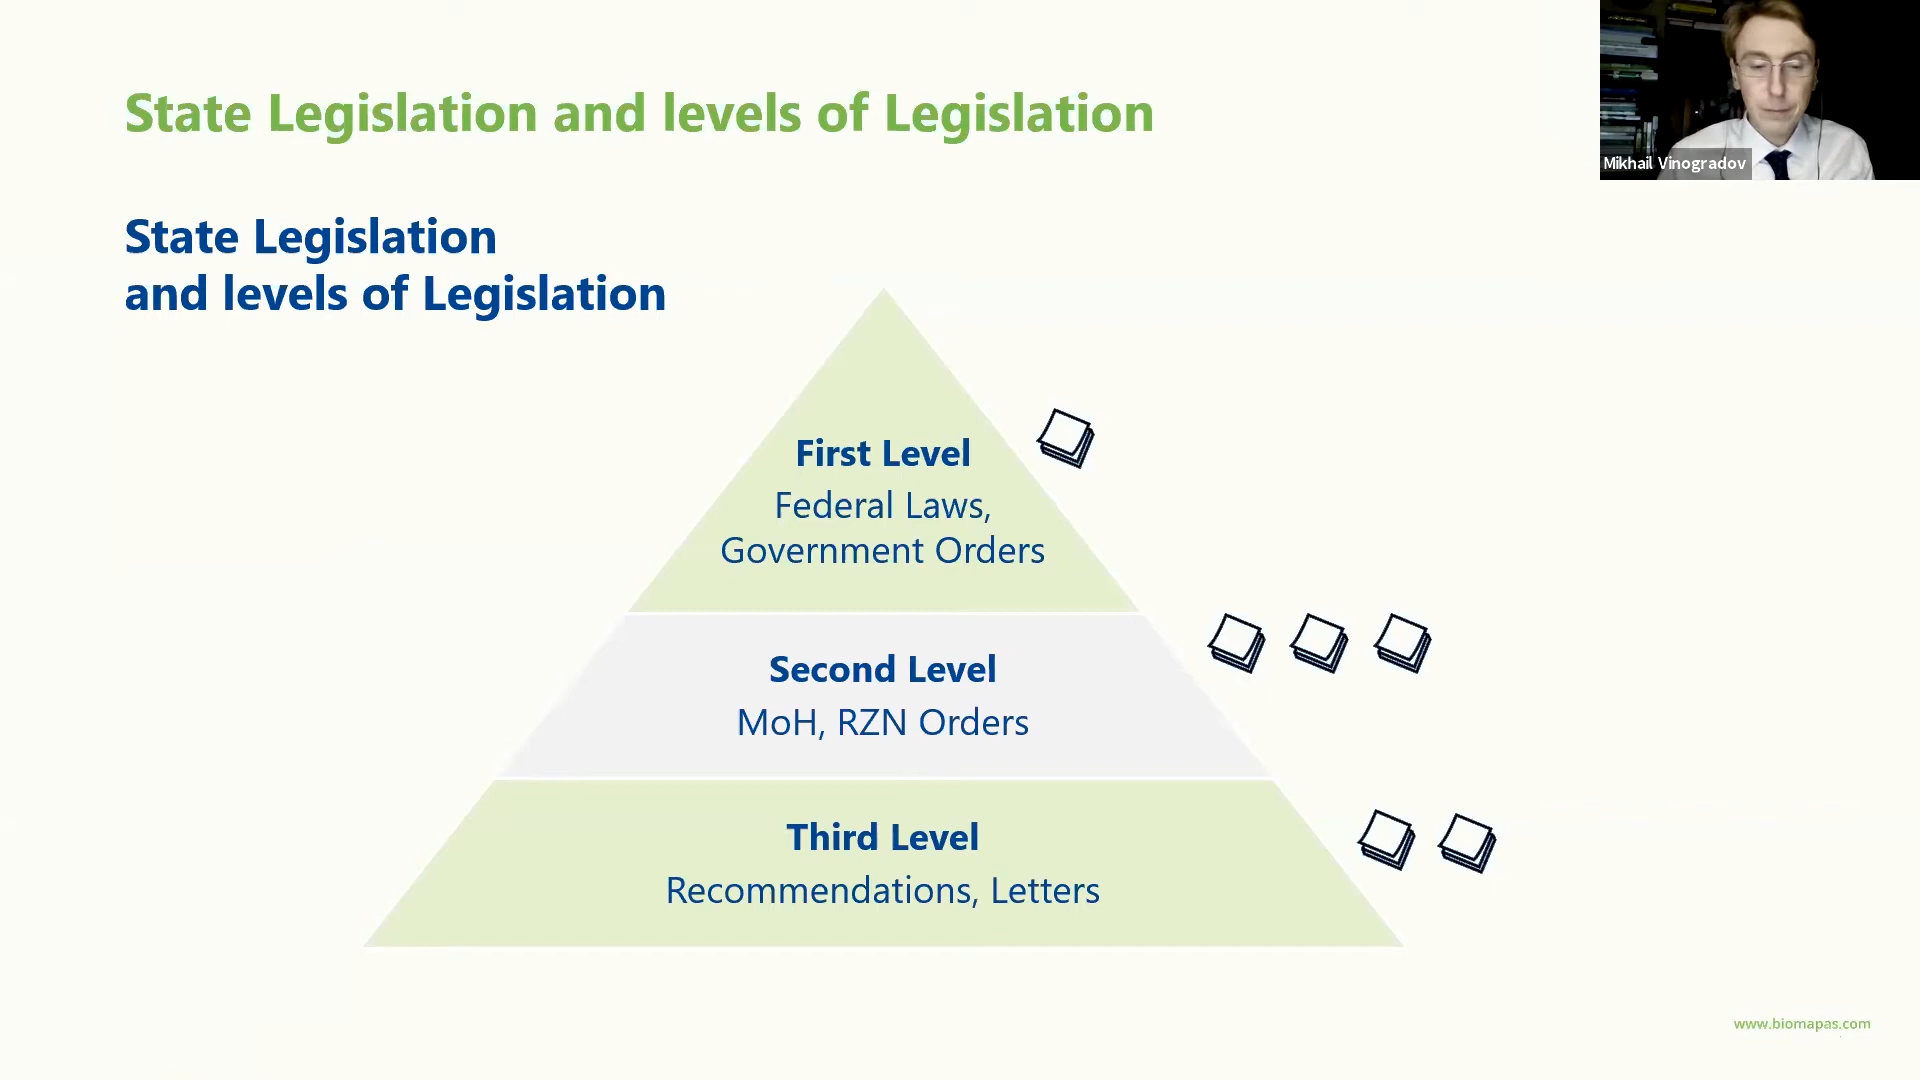 State Legislation and levels of Legislation
Mikhail Vinogradov
State Legislation
and levels of Legislation
First Level
Federal Laws,
Government Orders
Second Level
MoH, RZN Orders
Third Level
Recommendations, Letters
www.biomapas.com